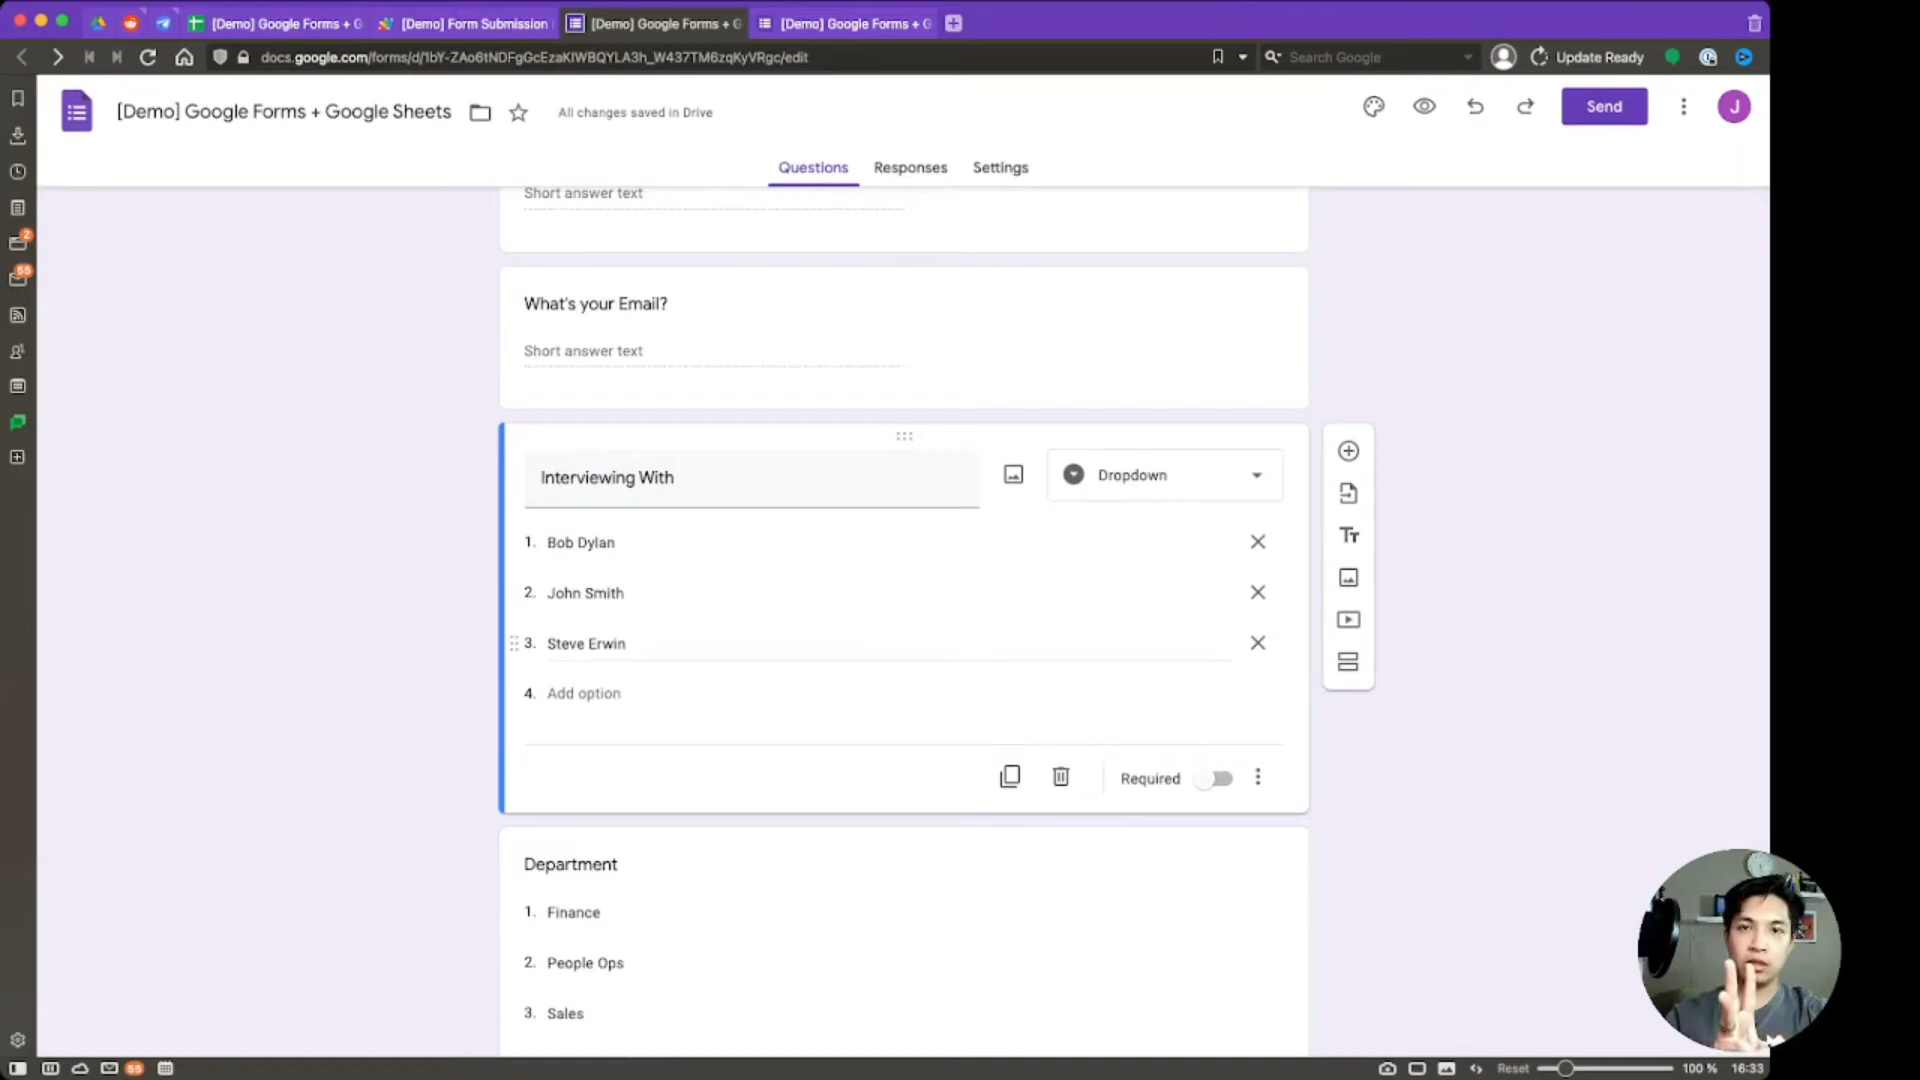 [Demo] Google Forms + G
[Demo] Form Submission
[Demo] Google Forms + G
[Demo] Google Forms + G
docs.google.com/forms/d/1bY-ZAo6tNDFgGcEzaKIWBQYLA3h_W437TM6zqKyVRgc/edit
Search Google
Update Ready
[Demo] Google Forms + Google Sheets
All changes saved in Drive
Send
J
Questions
Responses
Settings
Short answer text
What's your Email?
Short answer text
Interviewing With
Dropdown
1. Bob Dylan
2. John Smith
3. Steve Erwin
4. Add option
Required
Department
1. Finance
2. People Ops
3. Sales
2
Reset
100 %
16:33